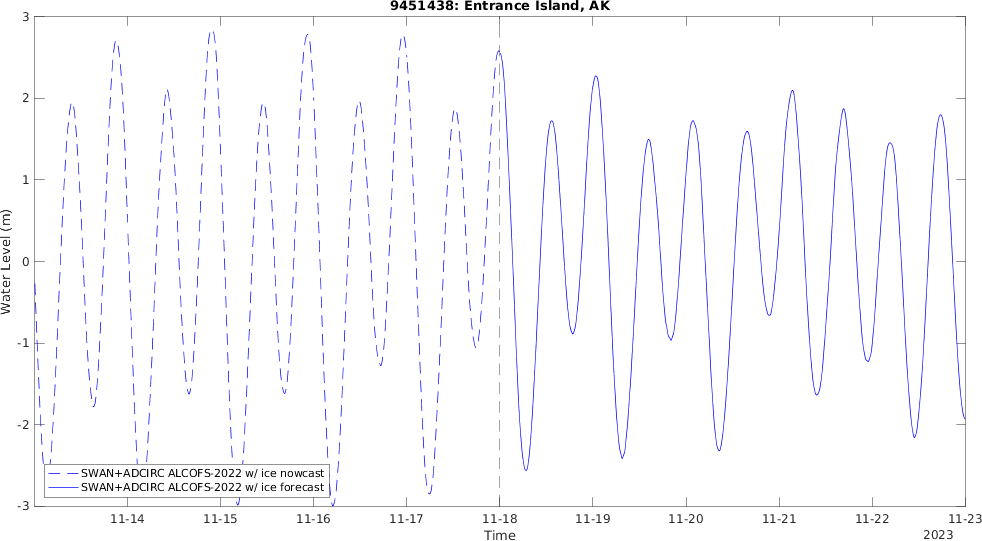 9451438: Entrance Island, AK
3
2
1
0
-1
-2
-3
Water Level (m)
SWAN+ADCIRC ALCOFS-2022 w/ ice nowcast
SWAN+ADCIRC ALCOFS-2022 w/ ice forecast
11-14 11-15 11-16 11-17 11-18 11-19 11-20 11-21 11-22 11-23
Time
2023